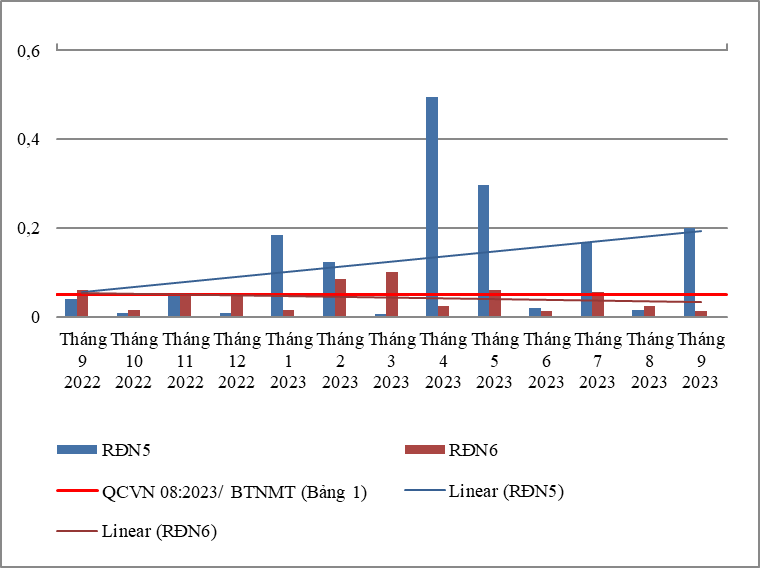 0,6
0,4
0,2
0
Tháng Tháng Tháng Tháng Tháng Tháng Tháng Tháng Tháng Tháng Tháng Tháng Tháng
9 10 11 12 1 2 3 4 5 6 7 8 9
2022 2022 2022 2022 2023 2023 2023 2023 2023 2023 2023 2023 2023
RĐN5 RĐN6
QCVN 08:2023/ BTNMT (Bảng 1) Linear (RĐN5)
Linear (RĐN6)